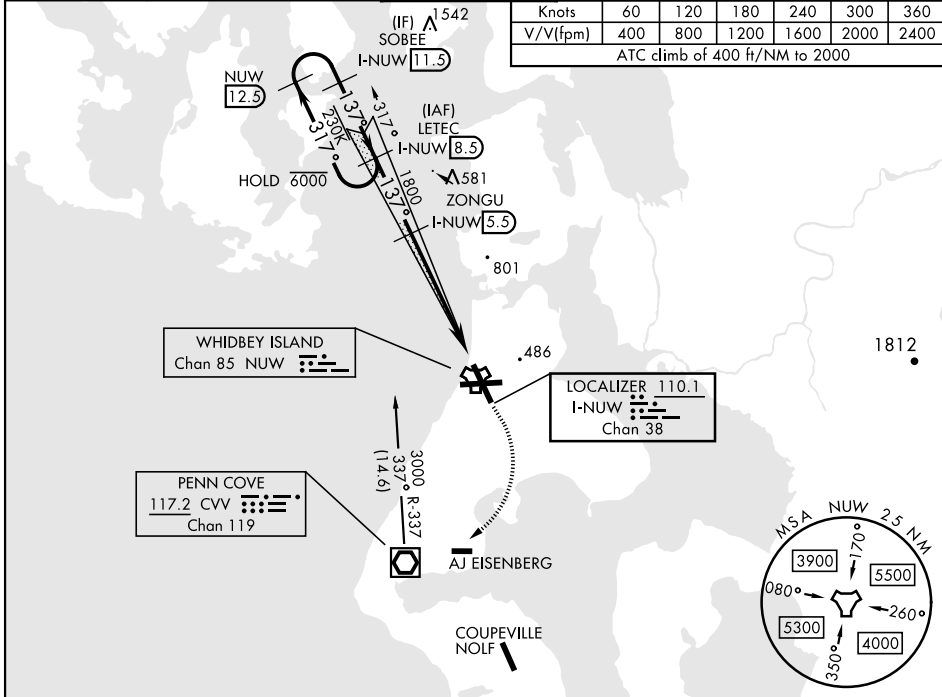 Knots 60 120 180 240 300 360
V/V(fpm) 400 800 1200 1600 2000 2400
ATC climb of 400 ft/NM to 2000
1542
(IF)
SOBEE
I-NUW 11.5
NUW
12.5
137°
230K
317°
317°
(IAF)
LETEC
I-NUW 8.5
HOLD 6000
1800
137°
581
ZONGU
I-NUW 5.5
801
WHIDBEY ISLAND
Chan 85 NUW
486
1812
LOCALIZER 110.1
I-NUW
Chan 38
3000
337°
(14.6)
R-337
PENN COVE
117.2 CVV
Chan 119
AJ EISENBERG
COUPEVILLE
NOLF
MSA NUW 25 NM
170°
3900
5500
080°
260°
5300
4000
350°